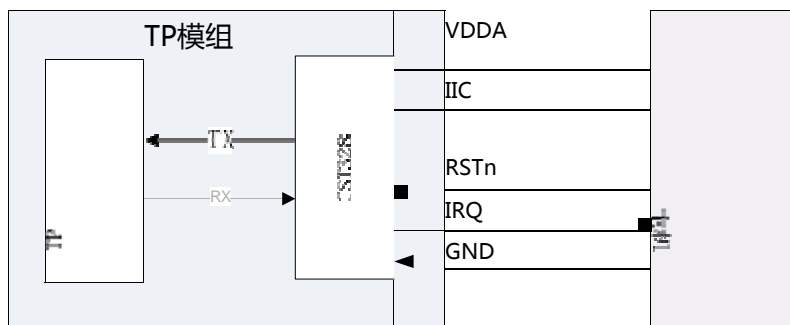 TP模组
VDDA
IIC
TX
CST328
RSTn
RX
IRQ
TP
GND